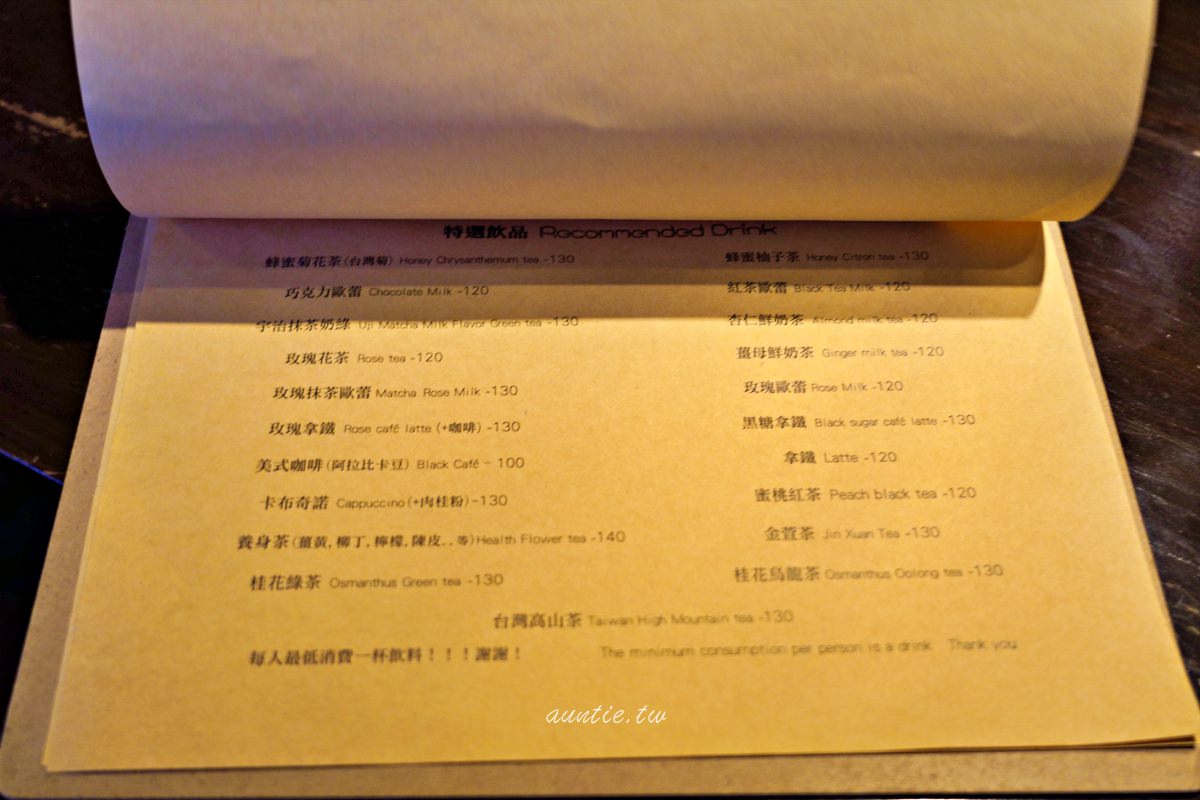 特選飲品 Recommended Drink
蜂蜜菊花茶(台灣菊) Honey Chrysanthemum tea -130
蜂蜜柚子茶 Honey Citron tea -130
巧克力歐蕾 Chocolate Milk -120
紅茶歐蕾 Black Tea Milk -120
宇治抹茶奶綠 Uji Matcha Milk Flavor Green tea -130
杏仁鮮奶茶 Almond milk tea -120
玫瑰花茶 Rose tea -120
薑母鮮奶茶 Ginger milk tea -120
玫瑰抹茶歐蕾 Matcha Rose Milk -130
玫瑰歐蕾 Rose Milk -120
玫瑰拿鐵 Rose café latte (+咖啡) -130
黑糖拿鐵 Black sugar café latte -130
美式咖啡(阿拉比卡豆) Black Café - 100
拿鐵 Latte -120
卡布奇諾 Cappuccino (+肉桂粉) -130
蜜桃紅茶 Peach black tea -120
養身茶(薑黃, 柳丁, 檸檬, 陳皮.. 等) Health Flower tea -140
金萱茶 Jin Xuan Tea -130
桂花綠茶 Osmanthus Green tea -130
桂花烏龍茶 Osmanthus Oolong tea -130
台灣高山茶 Taiwan High Mountain tea -130
每人最低消費一杯飲料！！！謝謝！ The minimum consumption per person is a drink Thank you
auntie.tw